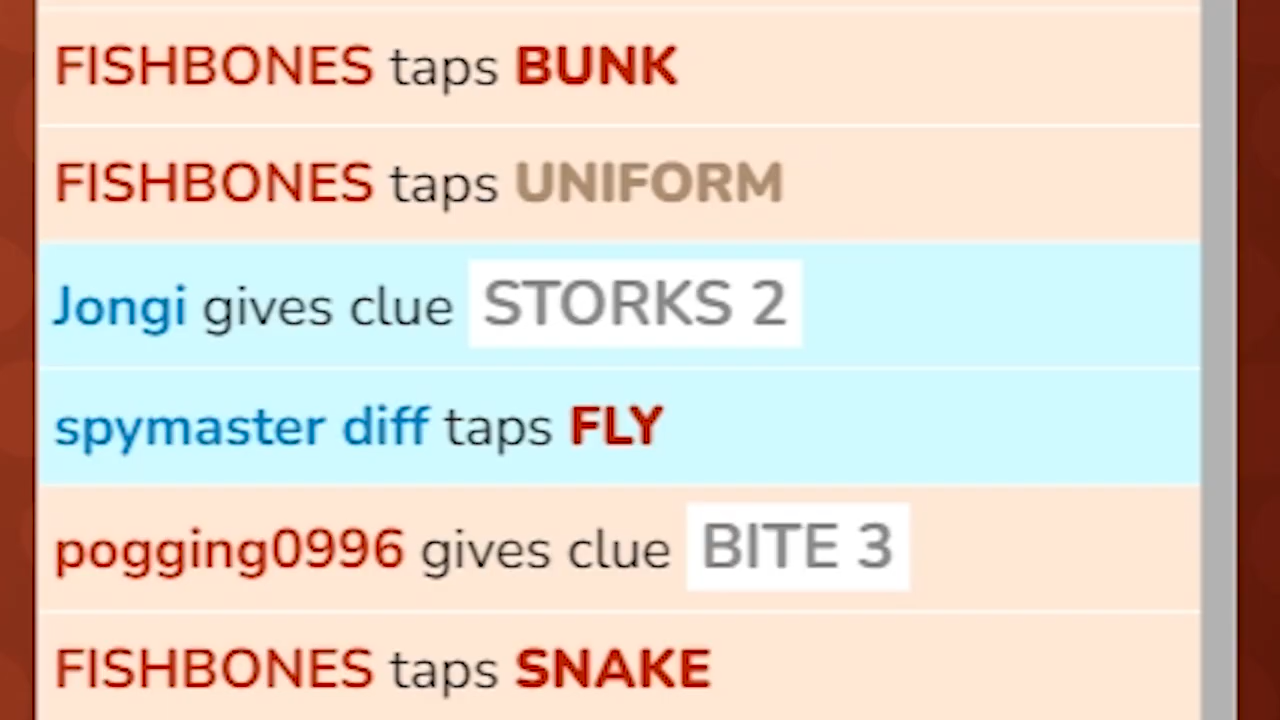 FISHBONES taps BUNK
FISHBONES taps UNIFORM
Jongi gives clue STORKS 2
spymaster diff taps FLY
pogging0996 gives clue BITE 3
FISHBONES taps SNAKE